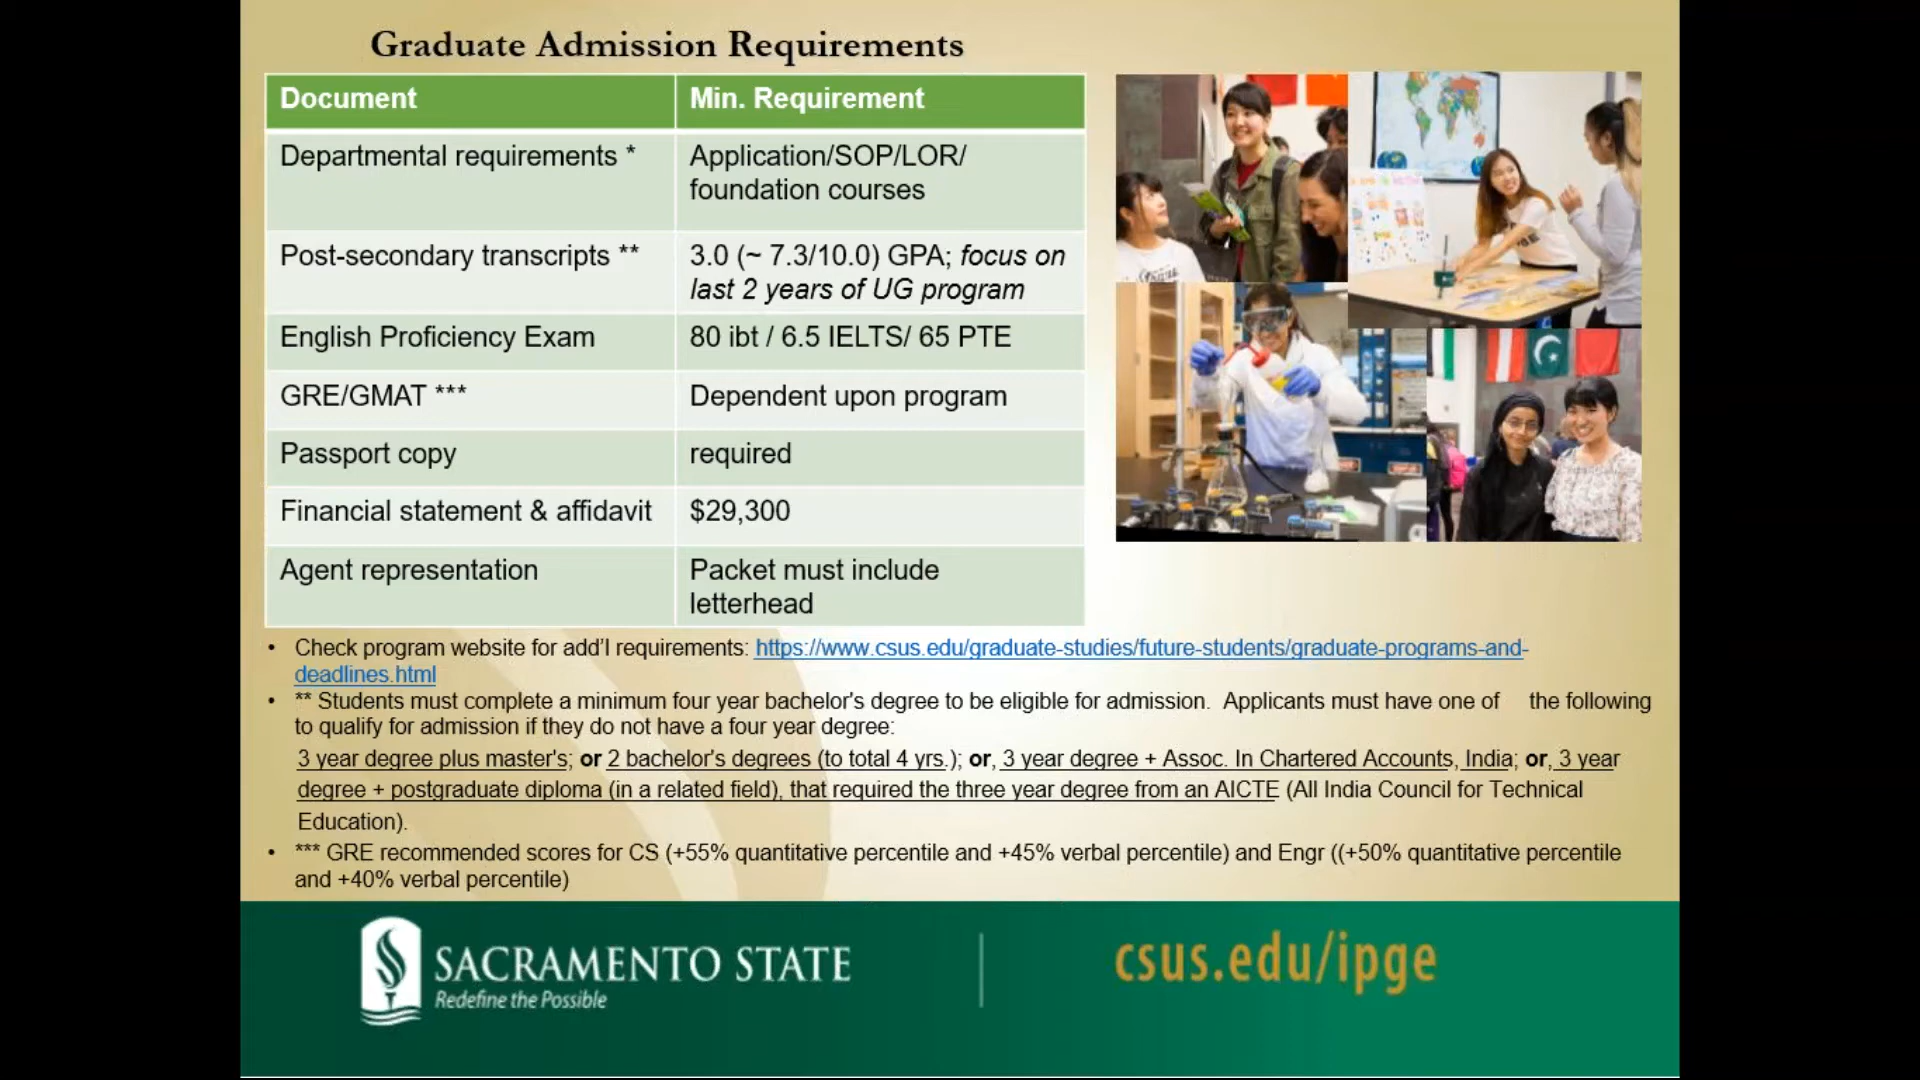 Graduate Admission Requirements
Document
Min. Requirement
Departmental requirements *
Application/SOP/LOR/
foundation courses
Post-secondary transcripts **
3.0 (~ 7.3/10.0) GPA; focus on
last 2 years of UG program
English Proficiency Exam
80 ibt / 6.5 IELTS/ 65 PTE
GRE/GMAT ***
Dependent upon program
Passport copy
required
Financial statement & affidavit
$29,300
Agent representation
Packet must include
letterhead
• Check program website for add’l requirements: https://www.csus.edu/graduate-studies/future-students/graduate-programs-and-
deadlines.html
• ** Students must complete a minimum four year bachelor's degree to be eligible for admission. Applicants must have one of the following
to qualify for admission if they do not have a four year degree:
3 year degree plus master's; or 2 bachelor's degrees (to total 4 yrs.); or, 3 year degree + Assoc. In Chartered Accounts, India; or, 3 year
degree + postgraduate diploma (in a related field), that required the three year degree from an AICTE (All India Council for Technical
Education).
• *** GRE recommended scores for CS (+55% quantitative percentile and +45% verbal percentile) and Engr ((+50% quantitative percentile
and +40% verbal percentile)
SACRAMENTO STATE
Redefine the Possible
csus.edu/ipge